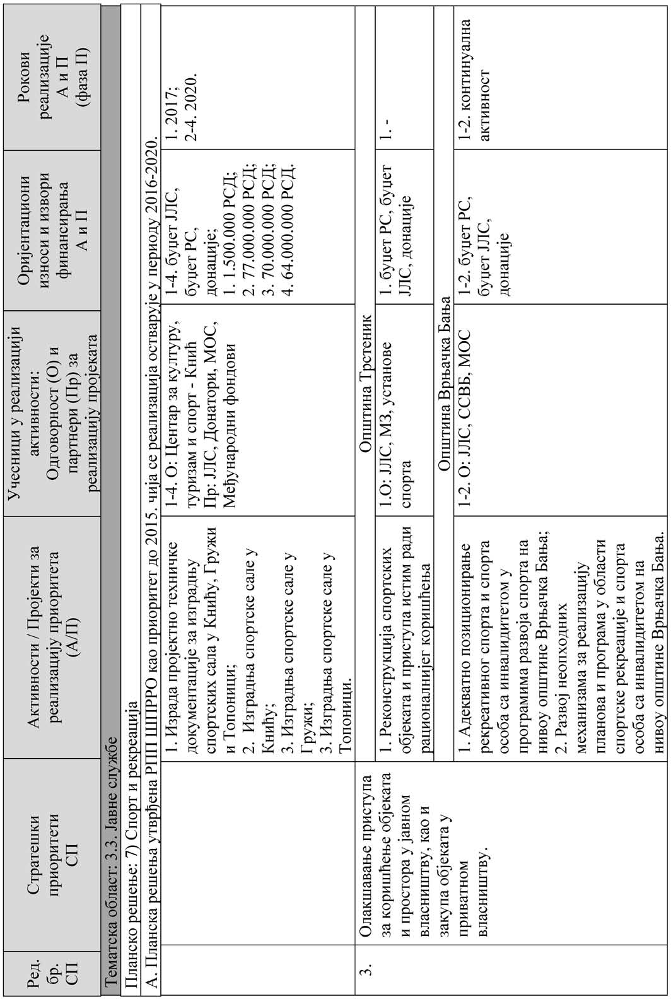 Ред.
бр.
СП
Стратешки
приоритети
СП
Активности / Пројекти за
реализацију приоритета
(А/П)
Учесници у реализацији
активности:
Одговорност (О) и
партнери (Пр) за
реализацију пројеката
Оријентациони
износи и извори
финансирања
А и П
Рокови
реализације
А и П
(фаза П)
Тематска област: 3.3. Јавне службе
Планско решење: 7) Спорт и рекреација
А. Планска решења утврђена РПП ШПРРО као приоритет до 2015. чија се реализација остварује у периоду 2016-2020.
1. Израда пројектно техничке
документације за изградњу
спортских сала у Книћу, Гружи
и Топоници;
2. Изградња спортске сале у
Книћу;
3. Изградња спортске сале у
Гружи;
3. Изградња спортске сале у
Топоници.
1-4. О: Центар за културу,
туризам и спорт - Кнић
Пр: ЈЛС, Донатори, МОС,
Међународни фондови
1-4. буџет ЈЛС,
буџет РС,
донације;
1. 1.500.000 РСД;
2. 77.000.000 РСД;
3. 70.000.000 РСД;
4. 64.000.000 РСД.
1. 2017;
2-4. 2020.
3.
Олакшавање приступа
за коришћење објеката
и простора у јавном
власништву, као и
закупа објеката у
приватном
власништву.
Општина Трстеник
1. Реконструкција спортских
објеката и приступа истим ради
рационалнијег коришћења
1.О: ЈЛС, МЗ, установе
спорта
1. буџет РС, буџет
ЈЛС, донације
1. -
Општина Врњачка Бања
1. Адекватно позиционирање
рекреативног спорта и спорта
особа са инвалидитетом у
програмима развоја спорта на
нивоу општине Врњачка Бања;
2. Развој неопходних
механизама за реализацију
планова и програма у области
спортске рекреације и спорта
особа са инвалидитетом на
нивоу општине Врњачка Бања.
1-2. О: ЈЛС, ССВБ, МОС
1-2. буџет РС,
буџет ЈЛС,
донације
1-2. континуална
активност